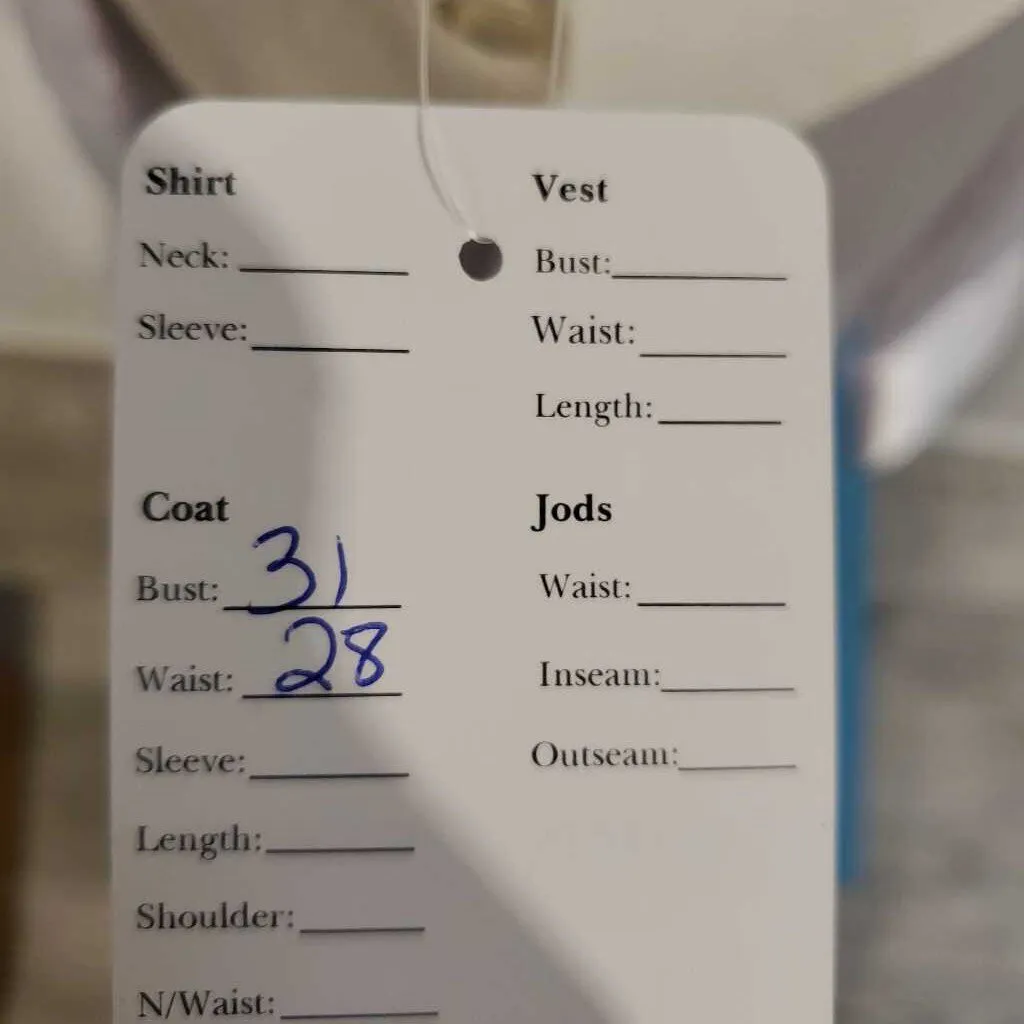 Shirt
Neck:
Sleeve:
Vest
Bust:
Waist:
Length:
Coat
Bust: 31
Waist: 28
Sleeve:
Length:
Shoulder:
N/Waist:
Jods
Waist:
Inseam:
Outseam: